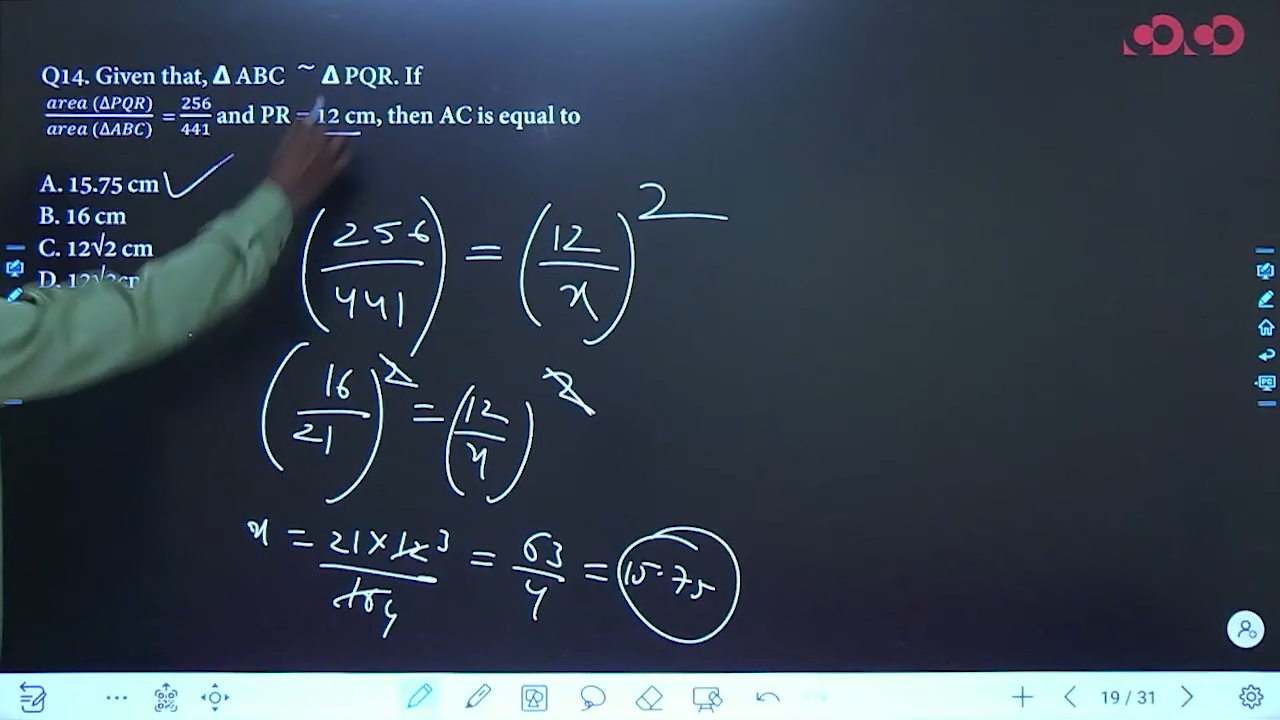 Q14. Given that, Δ ABC ~ Δ PQR. If
area (ΔPQR) / area (ΔABC) = 256 / 441 and PR = 12 cm, then AC is equal to
A. 15.75 cm ✓
B. 16 cm
C. 12√2 cm
D.
(256 / 441) = (12 / x)^2
(16 / 21)^2 = (12 / x)^2
x = 21 × 12 3 / 16 4 = 63 / 4 = 15.75
19 / 31